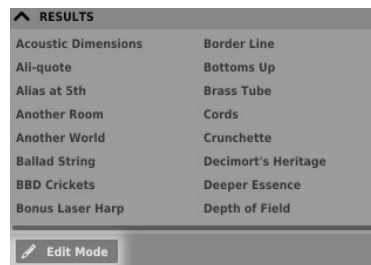 RESULTS
Acoustic Dimensions
Ali-quote
Alias at 5th
Another Room
Another World
Ballad String
BBD Crickets
Bonus Laser Harp
Border Line
Bottoms Up
Brass Tube
Cords
Crunchette
Decimort's Heritage
Deeper Essence
Depth of Field
Edit Mode